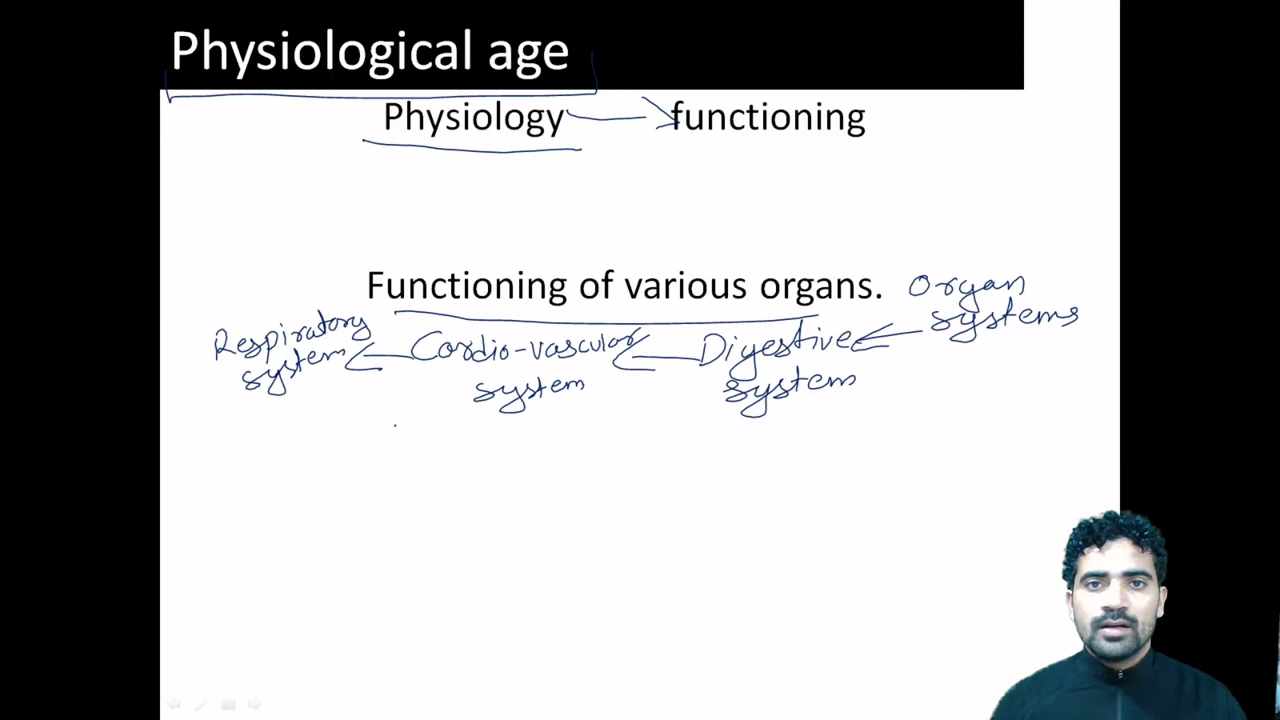 Physiological age
Physiology functioning
Functioning of various organs.
Organ
systems
Digestive
system
Cardio-vascular
system
Respiratory
system